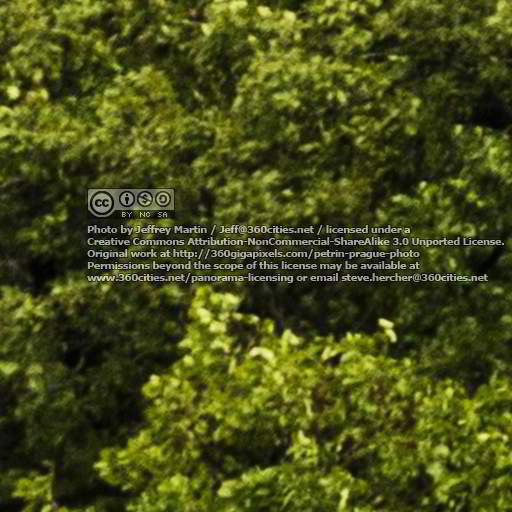 cc
BY NC SA
Photo by Jeffrey Martin / Jeff@360cities.net / licensed under a
Creative Commons Attribution-NonCommercial-ShareAlike 3.0 Unported License.
Original work at http://360gigapixels.com/petrin-prague-photo
Permissions beyond the scope of this license may be available at
www.360cities.net/panorama-licensing or email steve.hercher@360cities.net